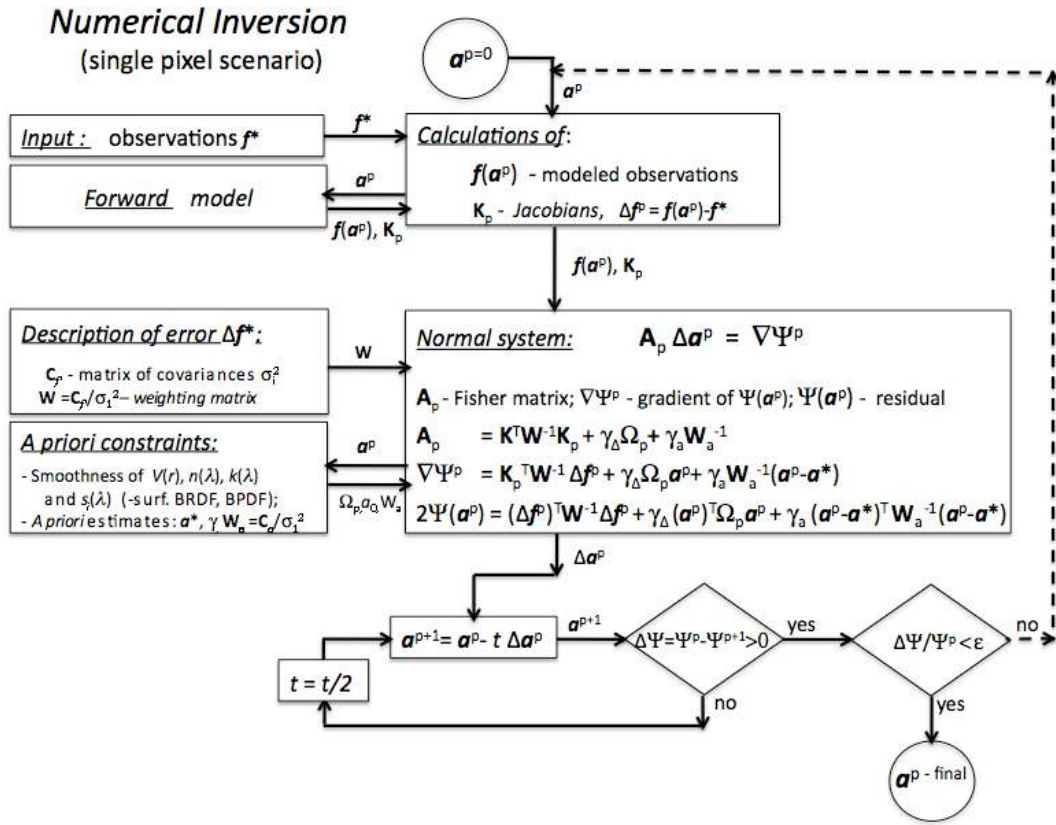 Numerical Inversion
(single pixel scenario)
a^p=0
a^p
Input : observations f*
f*
Calculations of:
f(a^p) - modeled observations
K_p - Jacobians, Δf^p = f(a^p)-f*
Forward model
a^p
f(a^p), K_p
f(a^p), K_p
Description of error Δf*:
C_f* - matrix of covariances σ_i^2
W =C_f*/σ_1^2 – weighting matrix
W
Normal system: A_p Δa^p = ∇Ψ^p
A_p - Fisher matrix; ∇Ψ^p - gradient of Ψ(a^p); Ψ(a^p) - residual
A_p = K^T W^-1 K_p + γ_Δ Ω_p + γ_a W_a^-1
∇Ψ^p = K_p^T W^-1 Δf^p + γ_Δ Ω_p a^p + γ_a W_a^-1 (a^p-a*)
2Ψ(a^p) = (Δf^p)^T W^-1 Δf^p + γ_Δ (a^p)^T Ω_p a^p + γ_a (a^p-a*)^T W_a^-1 (a^p-a*)
A priori constraints:
- Smoothness of V(r), n(λ), k(λ)
and s_i(λ) (-surf. BRDF, BPDF);
- A priori estimates: a*, γ W_a =C_a/σ_1^2
a^p
Ω_p, a_0, W_a
Δa^p
a^p+1 = a^p - t Δa^p
a^p+1
ΔΨ=Ψ^p-Ψ^p+1>0
yes
ΔΨ/Ψ^p<ε
no
t = t/2
no
yes
a^p - final